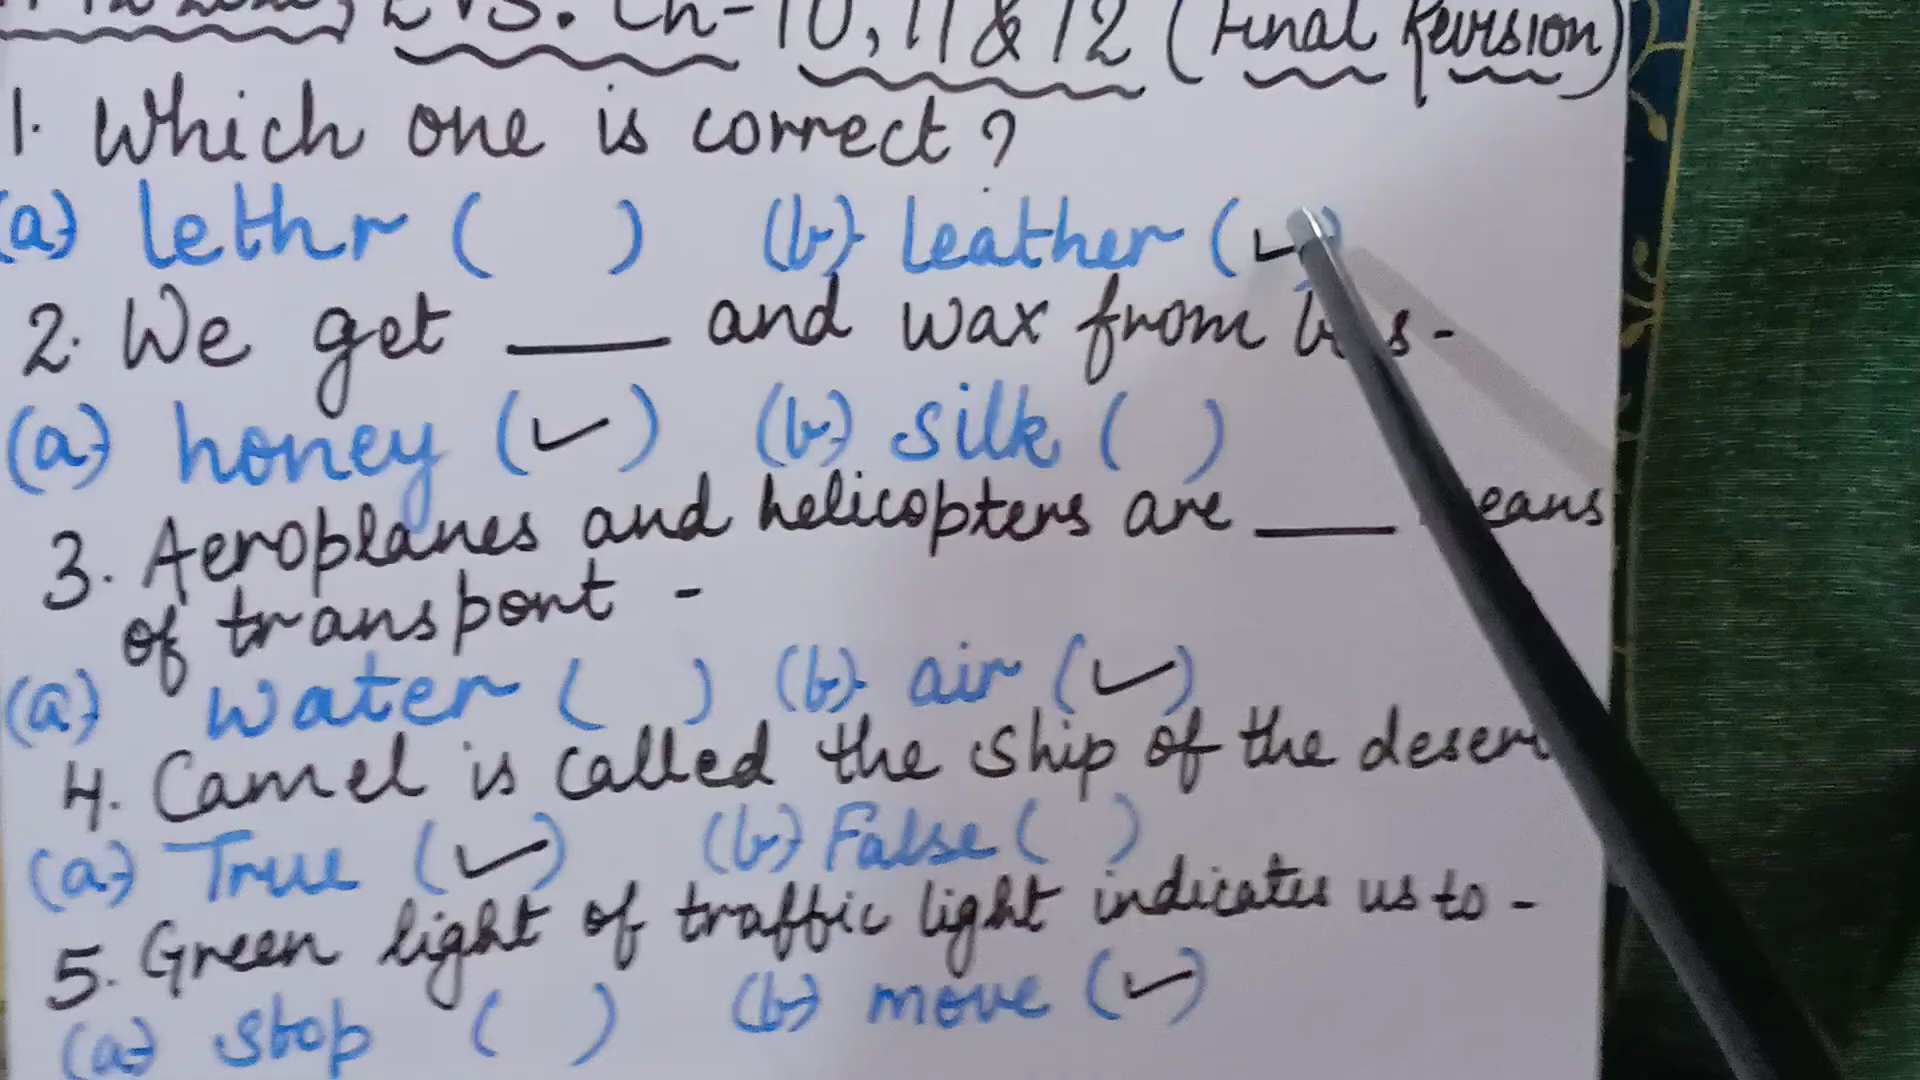 EVS. Ch-10, 11 & 12 (Final Revision)
1. Which one is correct?
(a) lethr ( ) (b) leather (✓)
2. We get ___ and wax from -
(a) honey (✓) (b) silk ( )
3. Aeroplanes and helicopters are ___
of transport -
(a) water ( ) (b) air (✓)
4. Camel is called the ship of the desert
(a) True (✓) (b) False ( )
5. Green light of traffic light indicates us to -
(a) stop ( ) (b) move (✓)